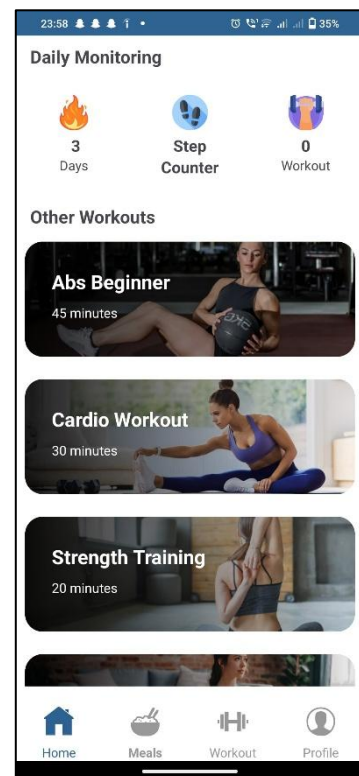 23:58
35%
Daily Monitoring
3
Days
Step
Counter
0
Workout
Other Workouts
Abs Beginner
45 minutes
Cardio Workout
30 minutes
Strength Training
20 minutes
Home
Meals
Workout
Profile